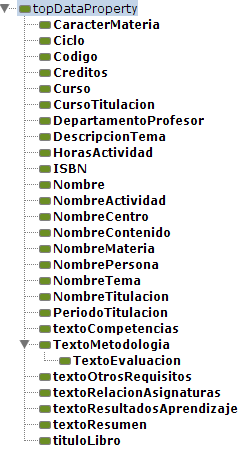 topDataProperty
CaracterMateria
Ciclo
Codigo
Creditos
Curso
CursoTitulacion
DepartamentoProfesor
DescripcionTema
HorasActividad
ISBN
Nombre
NombreActividad
NombreCentro
NombreContenido
NombreMateria
NombrePersona
NombreTema
NombreTitulacion
PeriodoTitulacion
textoCompetencias
TextoMetodologia
TextoEvaluacion
textoOtrosRequisitos
textoRelacionAsignaturas
textoResultadosAprendizaje
textoResumen
tituloLibro